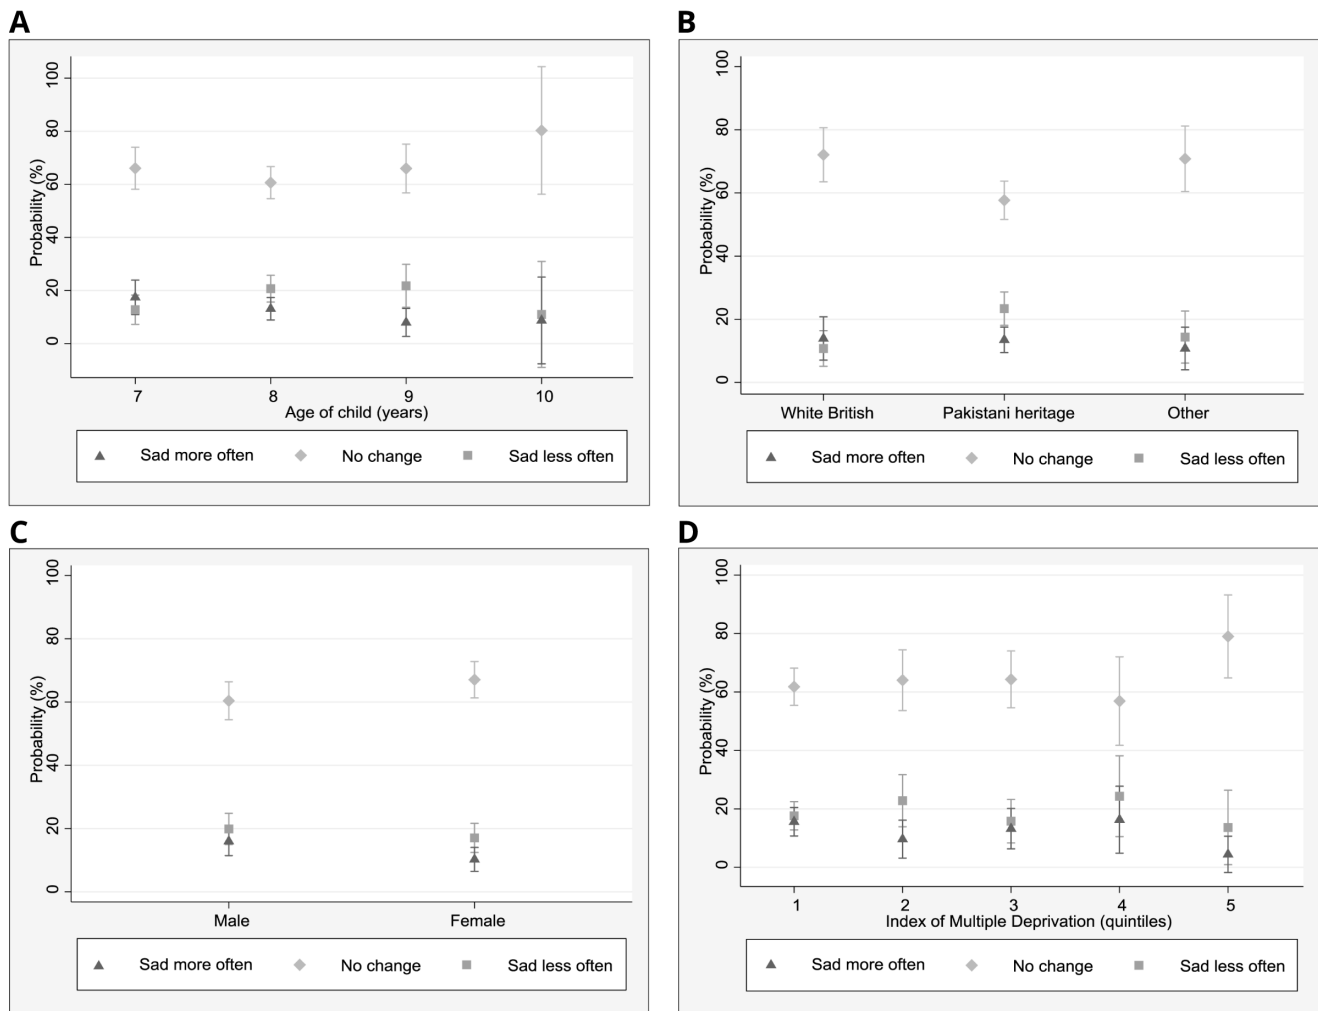 A
Probability (%)
100
80
60
40
20
0
7 8 9 10
Age of child (years)
Sad more often No change Sad less often
B
Probability (%)
100
80
60
40
20
0
White British Pakistani heritage Other
Sad more often No change Sad less often
C
Probability (%)
100
80
60
40
20
0
Male Female
Sad more often No change Sad less often
D
Probability (%)
100
80
60
40
20
0
1 2 3 4 5
Index of Multiple Deprivation (quintiles)
Sad more often No change Sad less often